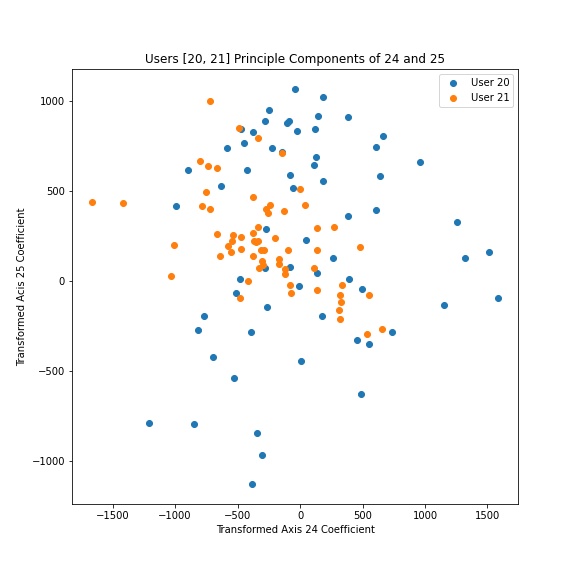 Users [20, 21] Principle Components of 24 and 25
User 20
User 21
1000
500
0
−500
−1000
Transformed Acis 25 Coefficient
−1500
−1000
−500
0
500
1000
1500
Transformed Axis 24 Coefficient